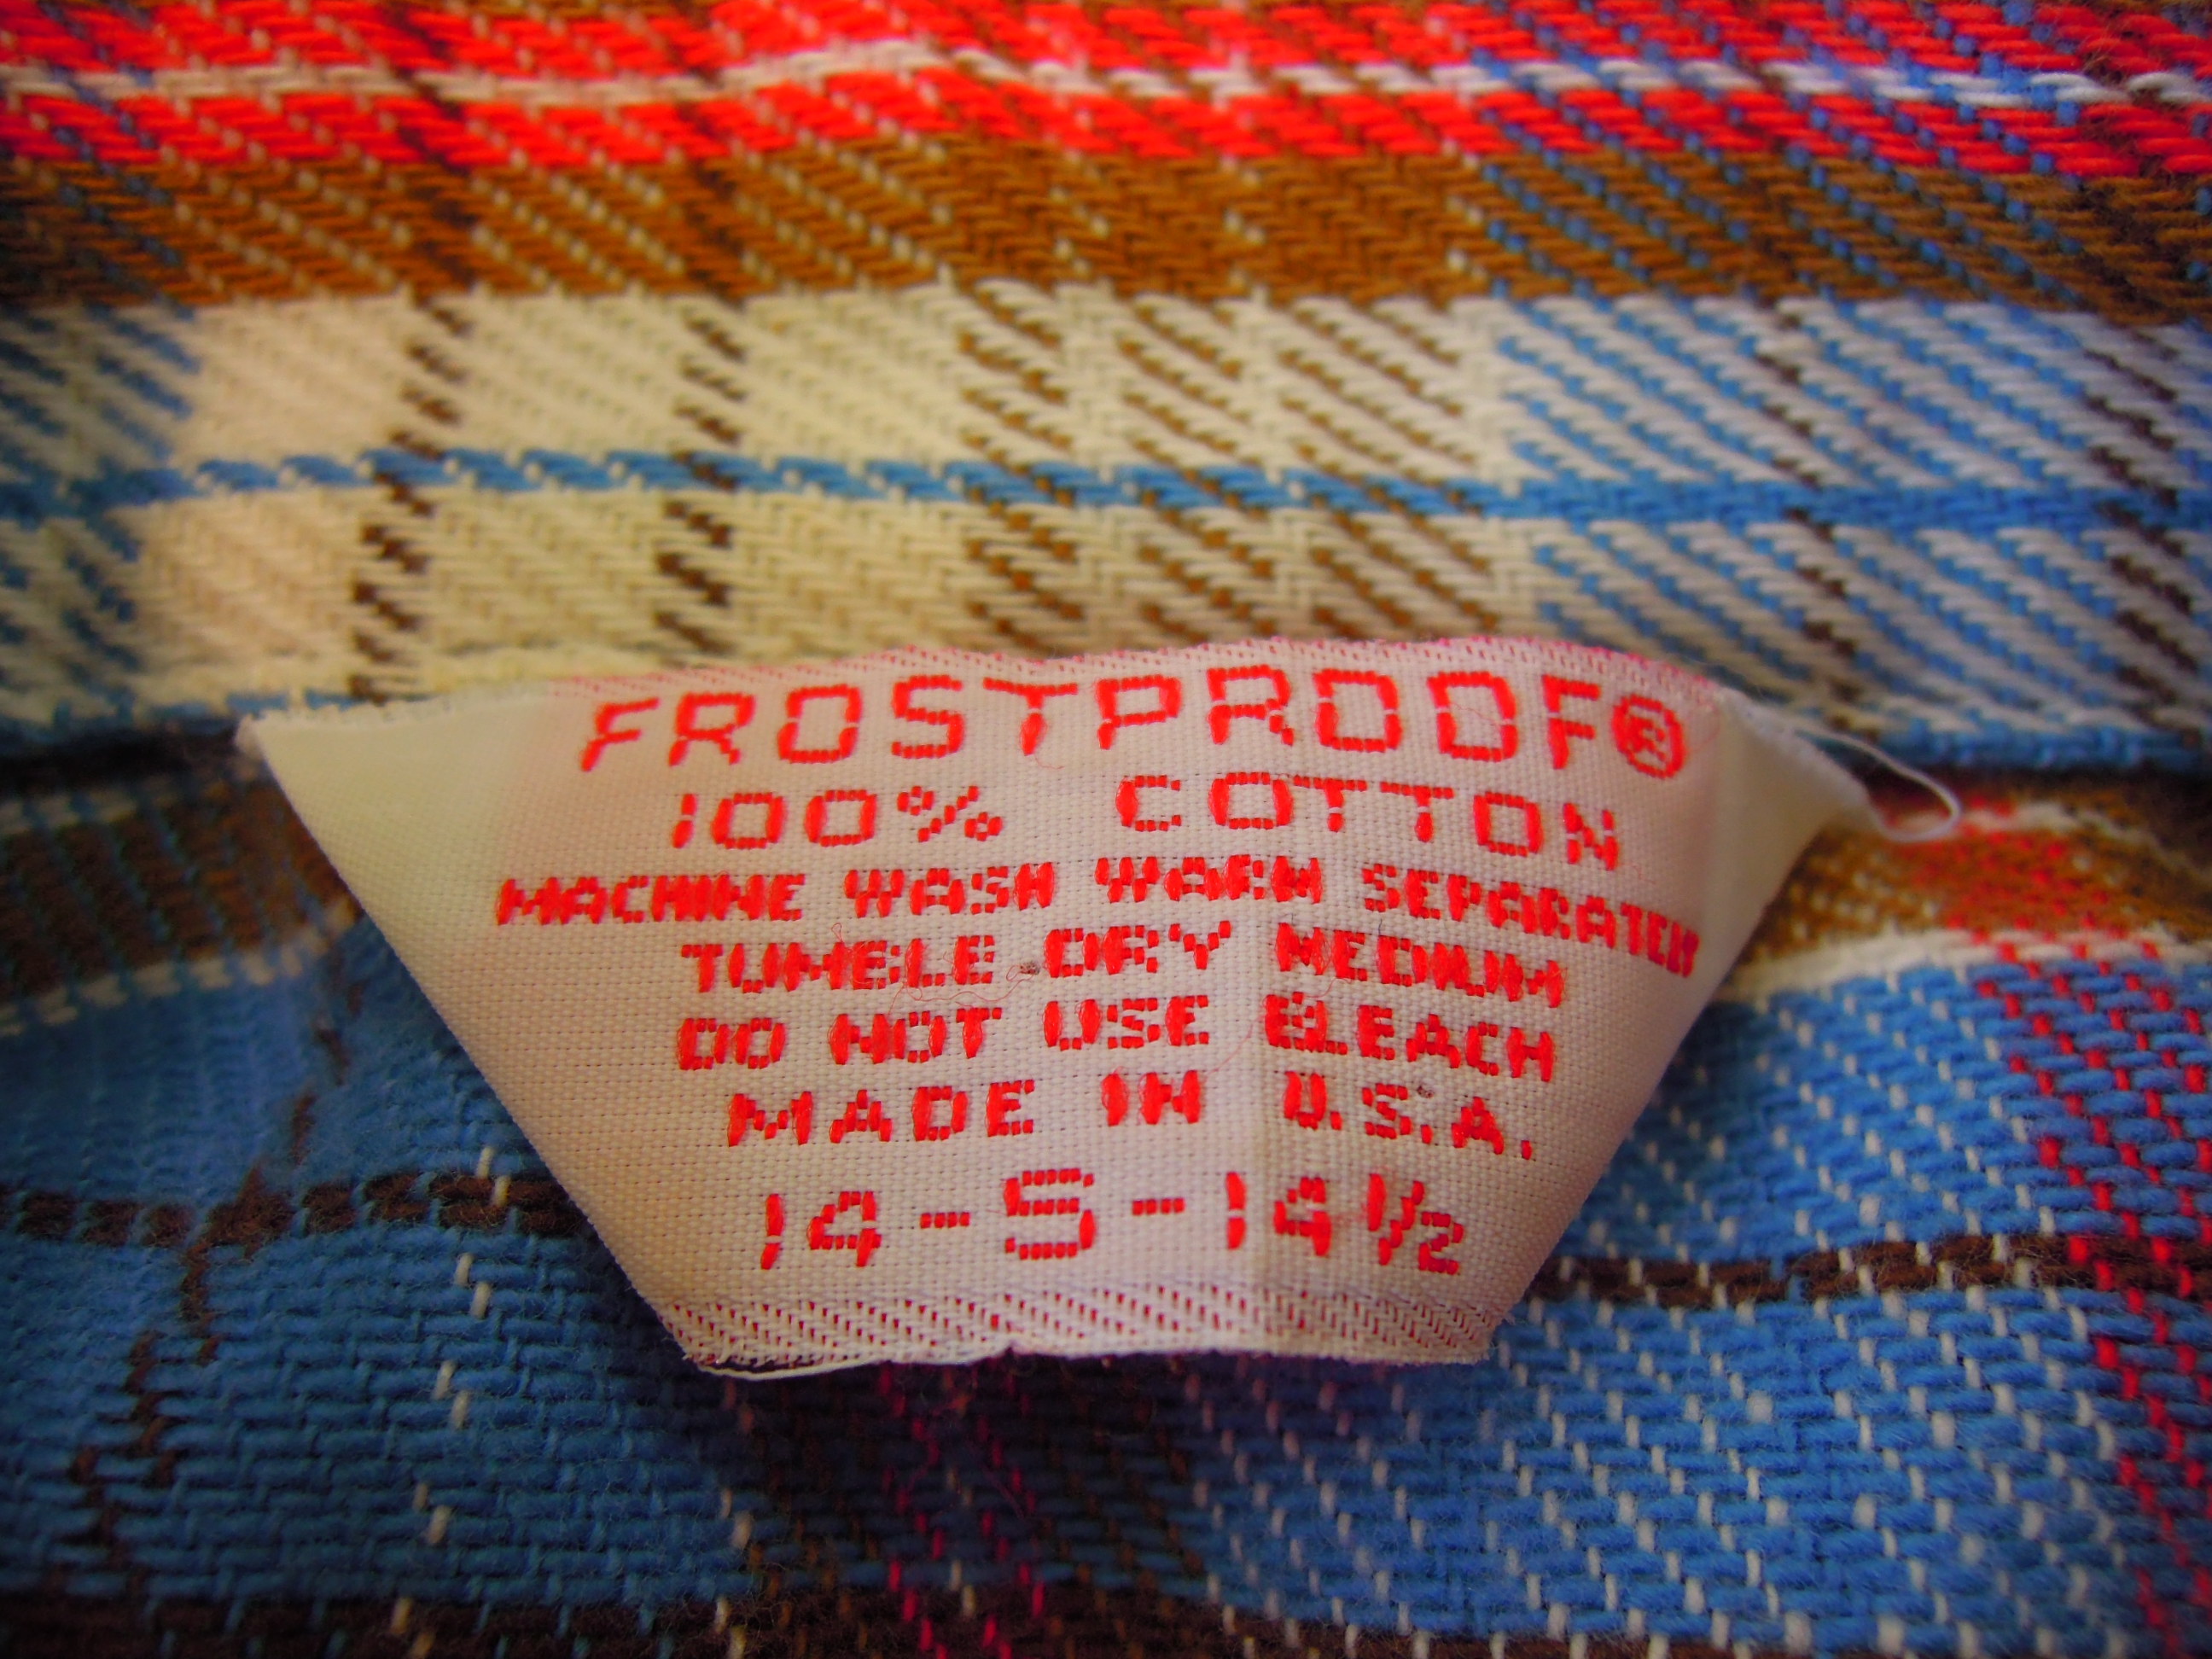 FROSTPROOF®
100% COTTON
MACHINE WASH WARM SEPARATELY
TUMBLE DRY MEDIUM
DO NOT USE BLEACH
MADE IN U.S.A.
14-S-14½